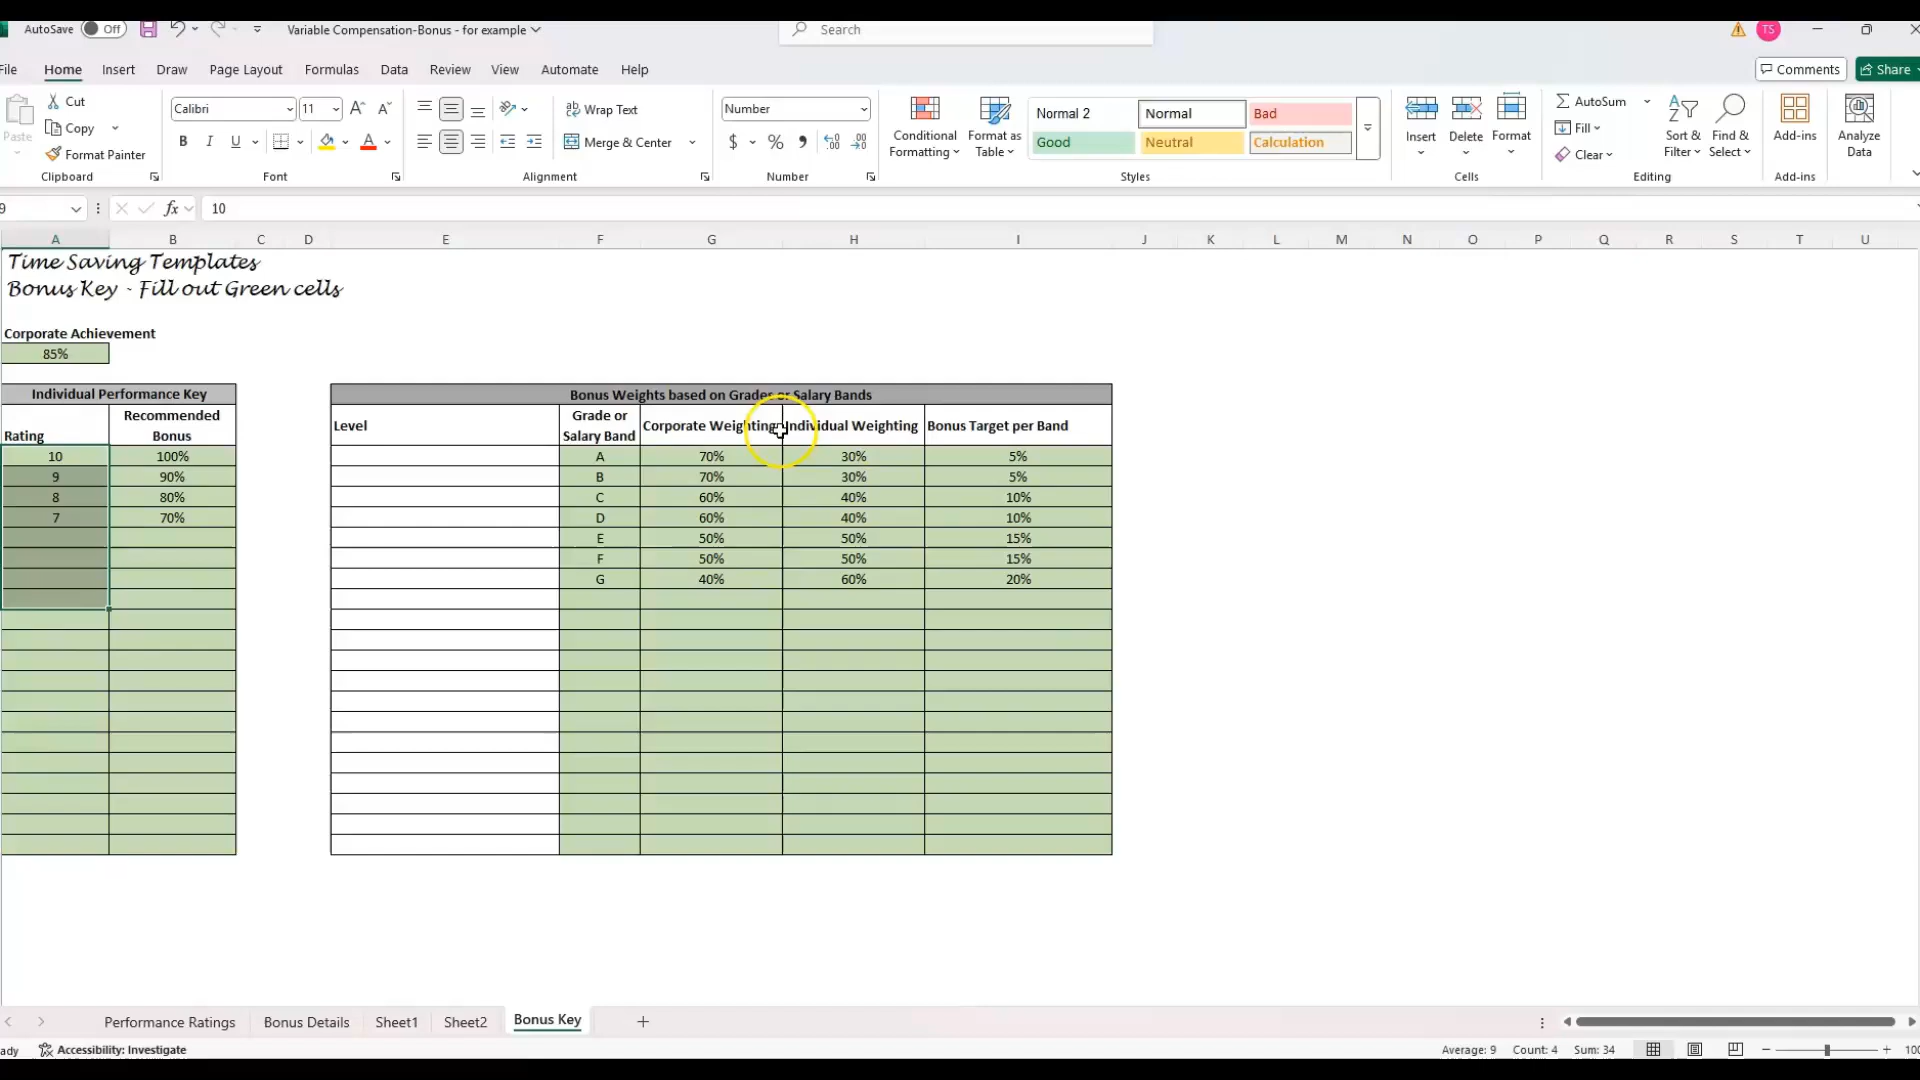 AutoSave Off Variable Compensation-Bonus - for example Search TS
File Home Insert Draw Page Layout Formulas Data Review View Automate Help Comments Share
Paste Cut Copy Format Painter Clipboard
Calibri 11 B I U Font
Wrap Text Merge & Center Alignment
Number $ % Number
Conditional Formatting Format as Table Normal 2 Normal Bad Good Neutral Calculation Styles
Insert Delete Format Cells
AutoSum Fill Clear Sort & Filter Find & Select Editing
Add-ins Add-ins
Analyze Data
9 fx 10
A B C D E F G H I J K L M N O P Q R S T U
Time Saving Templates
Bonus Key - Fill out Green cells
Corporate Achievement
85%
Individual Performance Key
Rating Recommended Bonus
10 100%
9 90%
8 80%
7 70%
Bonus Weights based on Grades or Salary Bands
Level Grade or Salary Band Corporate Weighting Individual Weighting Bonus Target per Band
A 70% 30% 5%
B 70% 30% 5%
C 60% 40% 10%
D 60% 40% 10%
E 50% 50% 15%
F 50% 50% 15%
G 40% 60% 20%
Performance Ratings Bonus Details Sheet1 Sheet2 Bonus Key
ady Accessibility: Investigate Average: 9 Count: 4 Sum: 34 100